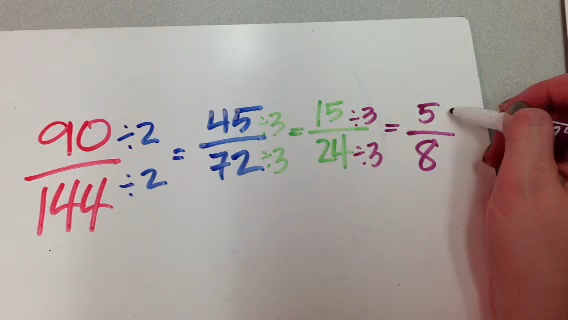 90 ÷2 = 45 ÷3 = 15 ÷3 = 5
144 ÷2 72 ÷3 24 ÷3 8